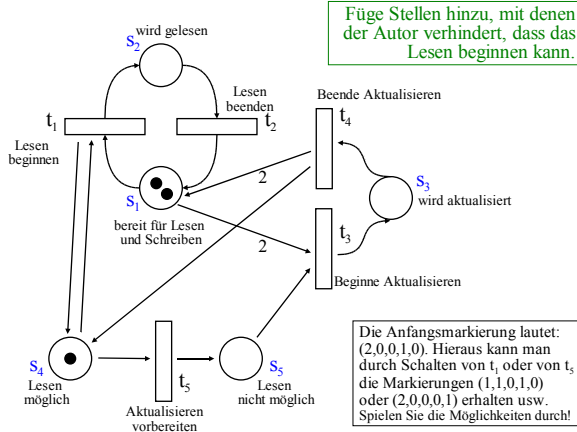 Füge Stellen hinzu, mit denen
der Autor verhindert, dass das
Lesen beginnen kann.
s2
wird gelesen
Lesen
beenden
t1
t2
Lesen
beginnen
s1
bereit für Lesen
und Schreiben
Beende Aktualisieren
t4
2
s3
wird aktualisiert
2
t3
Beginne Aktualisieren
s4
Lesen
möglich
t5
Aktualisieren
vorbereiten
s5
Lesen
nicht möglich
Die Anfangsmarkierung lautet:
(2,0,0,1,0). Hieraus kann man
durch Schalten von t1 oder von t5
die Markierungen (1,1,0,1,0)
oder (2,0,0,0,1) erhalten usw.
Spielen Sie die Möglichkeiten durch!